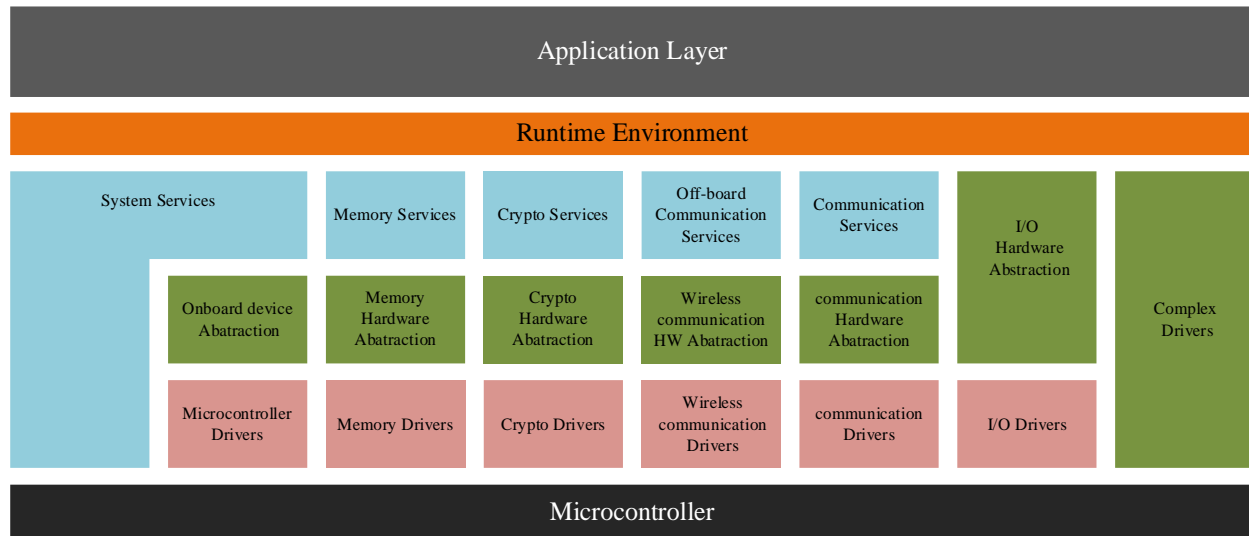 Application Layer
Runtime Environment
System Services
Memory Services
Crypto Services
Off-board
Communication
Services
Communication
Services
I/O
Hardware
Abstraction
Onboard device
Abatraction
Memory
Hardware
Abatraction
Crypto
Hardware
Abatraction
Wireless
communication
HW Abatraction
communication
Hardware
Abatraction
Complex
Drivers
Microcontroller
Drivers
Memory Drivers
Crypto Drivers
Wireless
communication
Drivers
communication
Drivers
I/O Drivers
Microcontroller